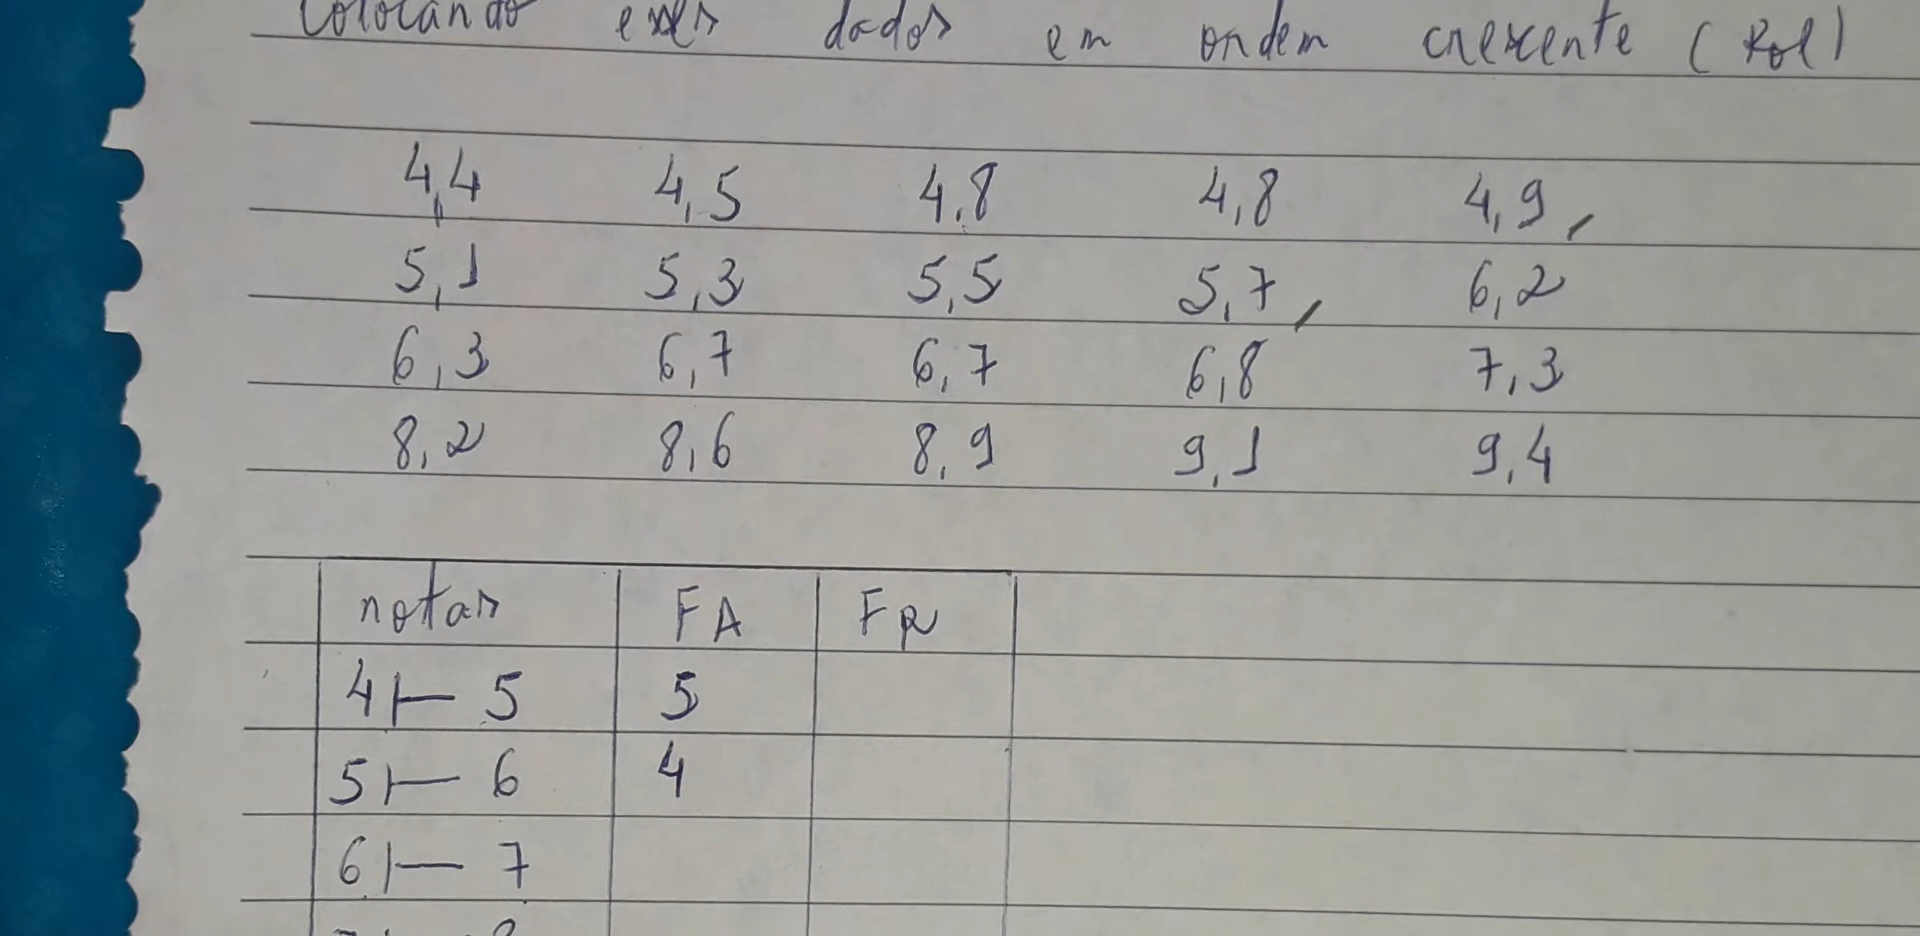 Colocando esses dados em ordem crescente (Rol)
4,4 4,5 4,8 4,8 4,9,
5,1 5,3 5,5 5,7, 6,2
6,3 6,7 6,7 6,8 7,3
8,2 8,6 8,9 9,1 9,4
notas FA FR
4 ⊢ 5 5
5 ⊢ 6 4
6 ⊢ 7